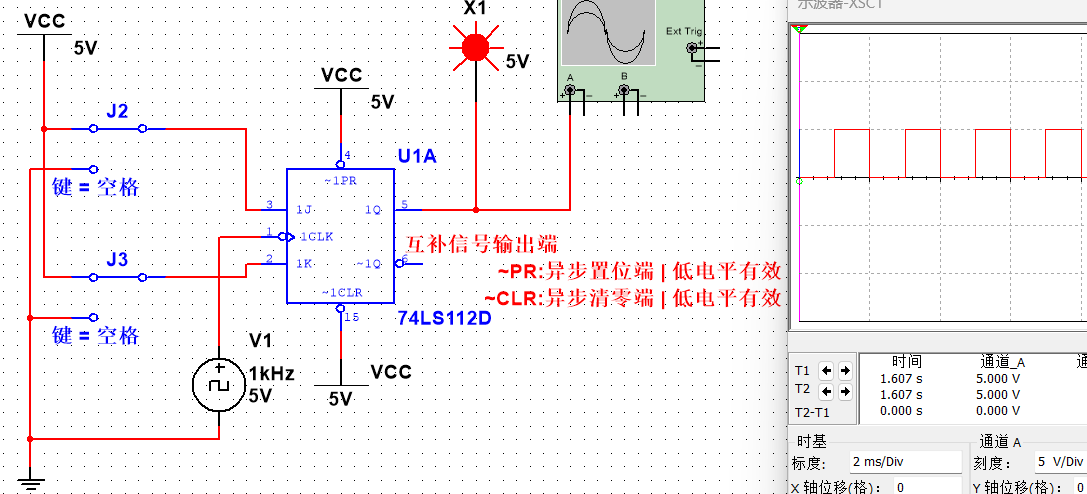 示波器-XSC1
VCC
5V
X1
5V
Ext Trig
+
−
A
B
+
−
+
−
VCC
5V
J2
键 = 空格
J3
键 = 空格
U1A
4
~1PR
3
1J
1Q
5
1
1CLK
2
1K
~1Q
6
~1CLR
15
74LS112D
互补信号输出端
~PR:异步置位端 | 低电平有效
~CLR:异步清零端 | 低电平有效
V1
1kHz
5V
VCC
5V
时间
通道_A
T1
1.607 s
5.000 V
T2
1.607 s
5.000 V
T2-T1
0.000 s
0.000 V
时基
通道 A
标度:
2 ms/Div
刻度:
5 V/Div
X 轴位移(格):
0
Y 轴位移(格):
0